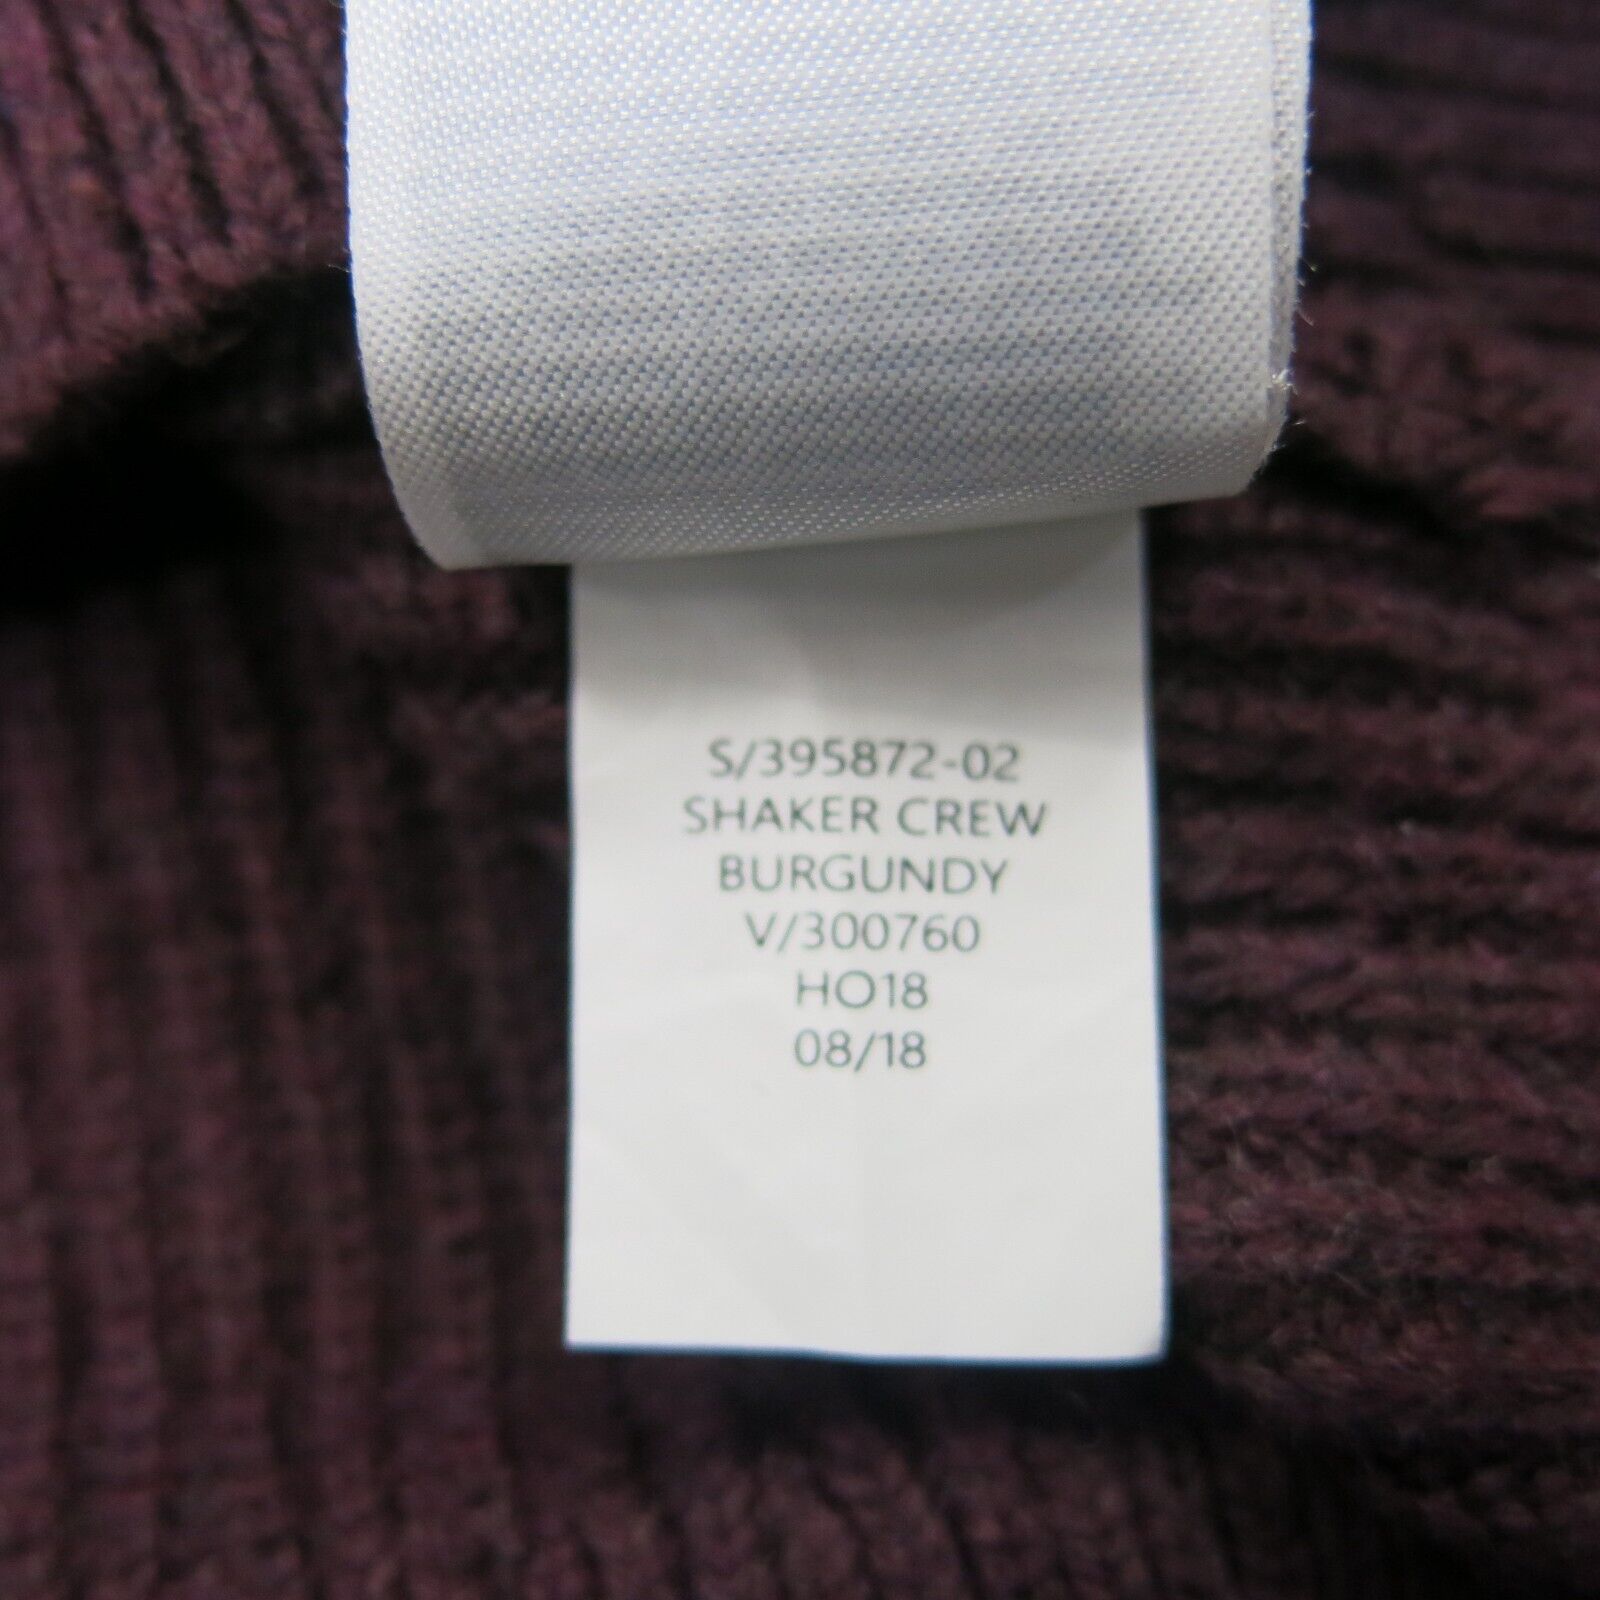 S/395872-02
SHAKER CREW
BURGUNDY
V/300760
HO18
08/18